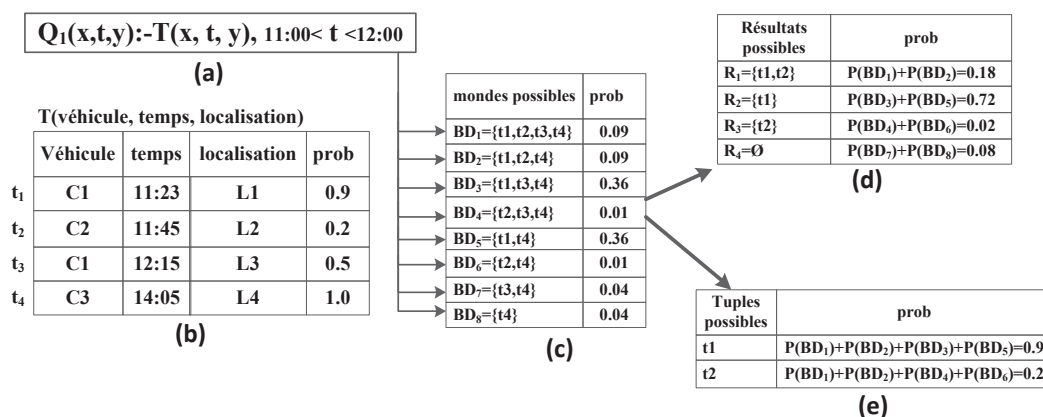 Q₁(x,t,y):-T(x, t, y), 11:00< t <12:00
(a)
T(véhicule, temps, localisation)
Véhicule temps localisation prob
t₁ C1 11:23 L1 0.9
t₂ C2 11:45 L2 0.2
t₃ C1 12:15 L3 0.5
t₄ C3 14:05 L4 1.0
(b)
mondes possibles prob
BD₁={t1,t2,t3,t4} 0.09
BD₂={t1,t2,t4} 0.09
BD₃={t1,t3,t4} 0.36
BD₄={t2,t3,t4} 0.01
BD₅={t1,t4} 0.36
BD₆={t2,t4} 0.01
BD₇={t3,t4} 0.04
BD₈={t4} 0.04
(c)
Résultats
possibles
prob
R₁={t1,t2} P(BD₁)+P(BD₂)=0.18
R₂={t1} P(BD₃)+P(BD₅)=0.72
R₃={t2} P(BD₄)+P(BD₆)=0.02
R₄=Ø P(BD₇)+P(BD₈)=0.08
(d)
Tuples
possibles
prob
t1 P(BD₁)+P(BD₂)+P(BD₃)+P(BD₅)=0.9
t2 P(BD₁)+P(BD₂)+P(BD₄)+P(BD₆)=0.2
(e)